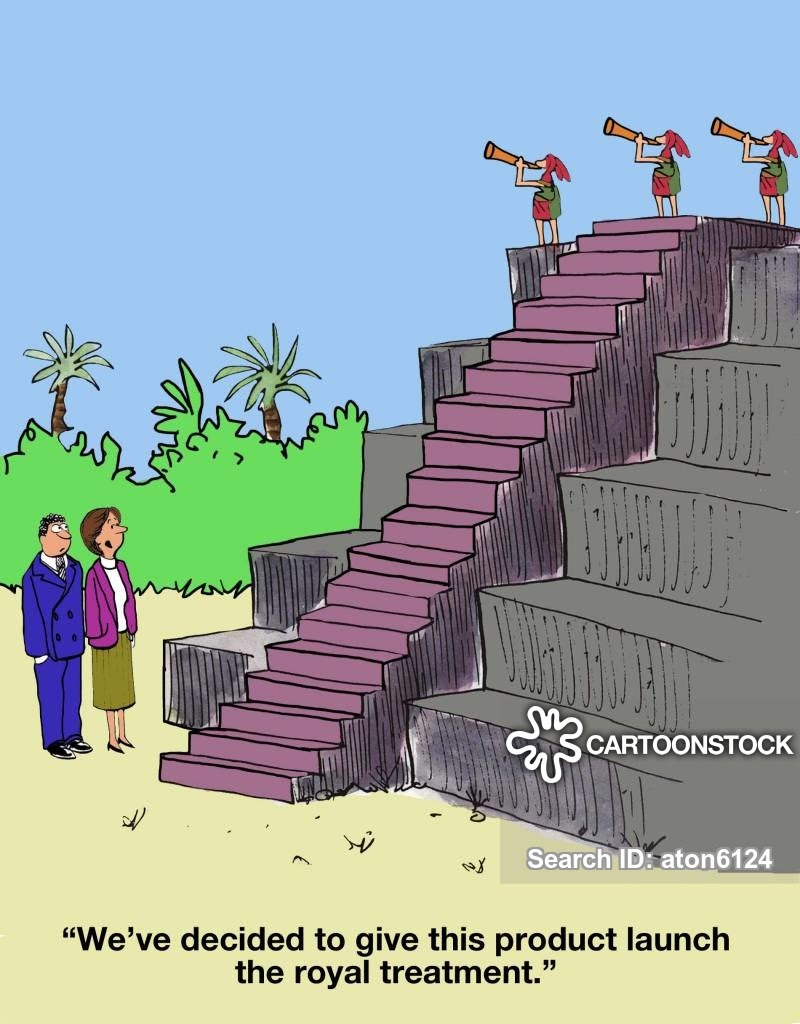 CARTOONSTOCK
Search ID: aton6124
“We’ve decided to give this product launch
the royal treatment.”